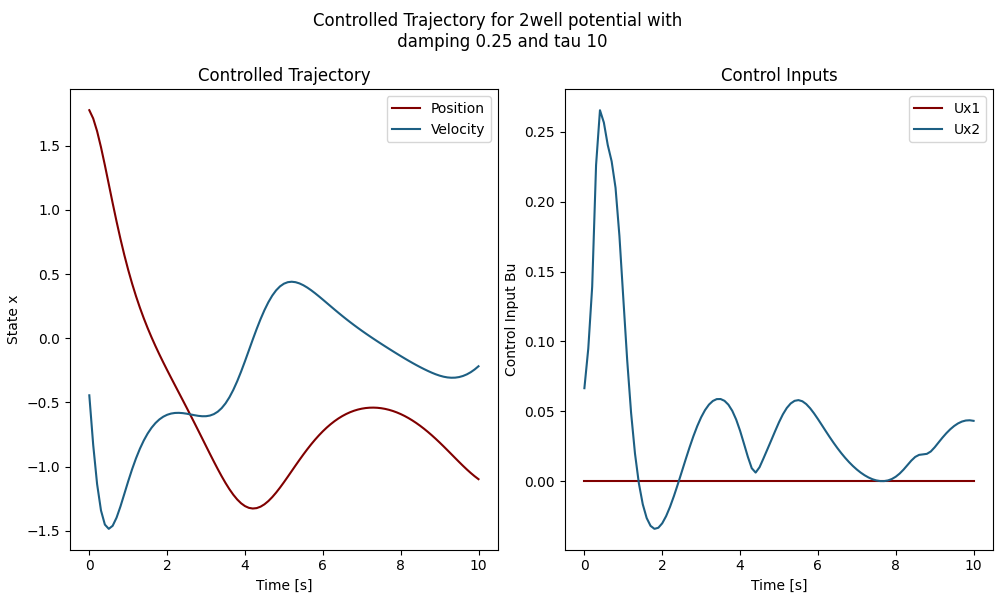 Controlled Trajectory for 2well potential with
damping 0.25 and tau 10
Controlled Trajectory
Position
Velocity
State x
1.5
1.0
0.5
0.0
−0.5
−1.0
−1.5
0 2 4 6 8 10
Time [s]
Control Inputs
Ux1
Ux2
Control Input Bu
0.25
0.20
0.15
0.10
0.05
0.00
0 2 4 6 8 10
Time [s]